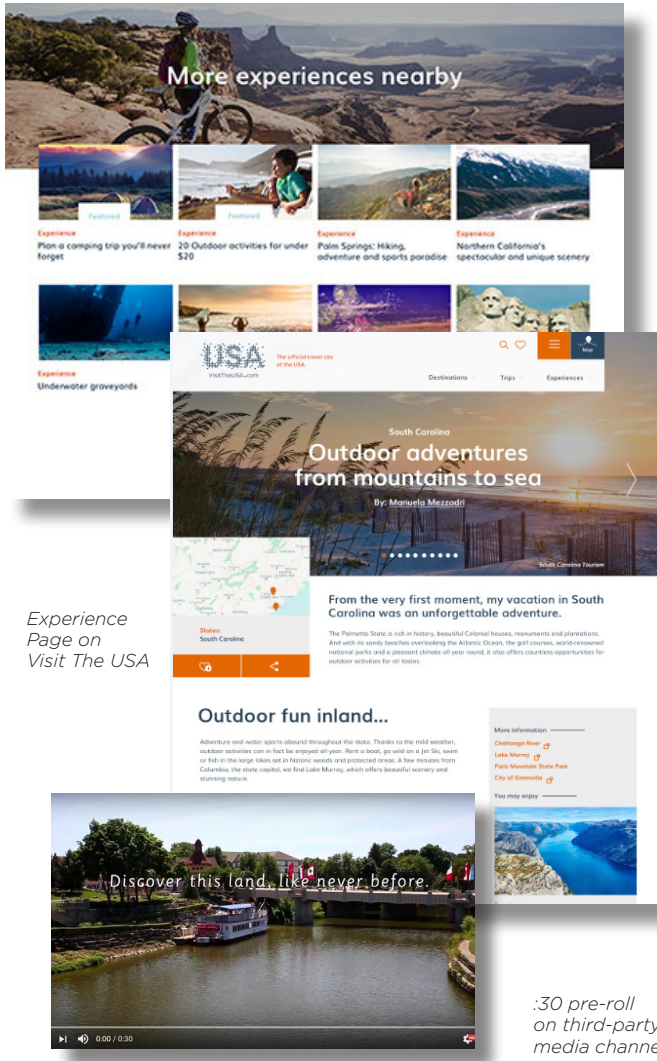 More experiences nearby
Featured
Featured
Experience
Plan a camping trip you'll never
forget
Experience
20 Outdoor activities for under
$20
Experience
Palm Springs: Hiking,
adventure and sports paradise
Experience
Northern California's
spectacular and unique scenery
Experience
Underwater graveyards
USA
VisitTheUSA.com
The official travel site
of the USA
Map
Destinations
Trips
Experiences
South Carolina
Outdoor adventures
from mountains to sea
By: Manuela Mezzadri
South Carolina Tourism
States:
South Carolina
From the very first moment, my vacation in South
Carolina was an unforgettable adventure.
The Palmetto State is rich in history, beautiful Colonial houses, monuments and plantations.
And with its sandy beaches overlooking the Atlantic Ocean, the golf courses, world-renowned
national parks and a pleasant climate all year round, it also offers countless opportunities for
outdoor activities for all tastes.
Experience
Page on
Visit The USA
Outdoor fun inland...
Adventure and water sports abound throughout the state. Thanks to the mild weather,
outdoor activities can in fact be enjoyed all year. Rent a boat, go wild on a Jet Ski, swim
or fish in the large lakes set in historic woods and protected areas. A few minutes from
Columbia, the state capital, we find Lake Murray, which offers beautiful scenery and
stunning nature.
More information
Chattooga River
Lake Murray
Paris Mountain State Park
City of Greenville
You may enjoy
Discover this land, like never before.
0:00 / 0:30
:30 pre-roll
on third-party
media channe